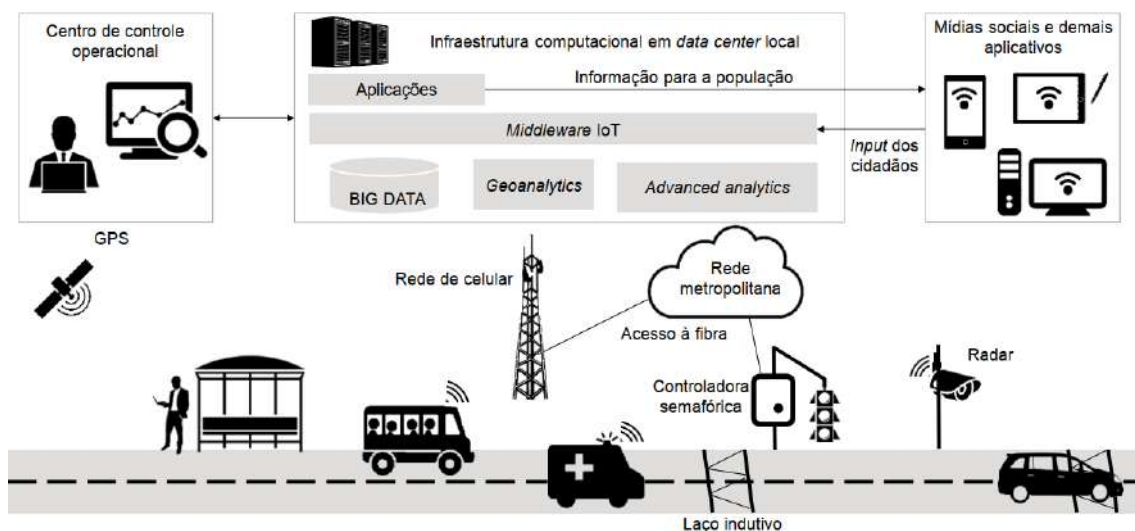 Centro de controle
operacional
Infraestrutura computacional em data center local
Informação para a população
Aplicações
Middleware IoT
BIG DATA
Geoanalytics
Advanced analytics
Mídias sociais e demais
aplicativos
Input dos
cidadãos
GPS
Rede de celular
Rede
metropolitana
Acesso à fibra
Controladora
semafórica
Radar
Laço indutivo